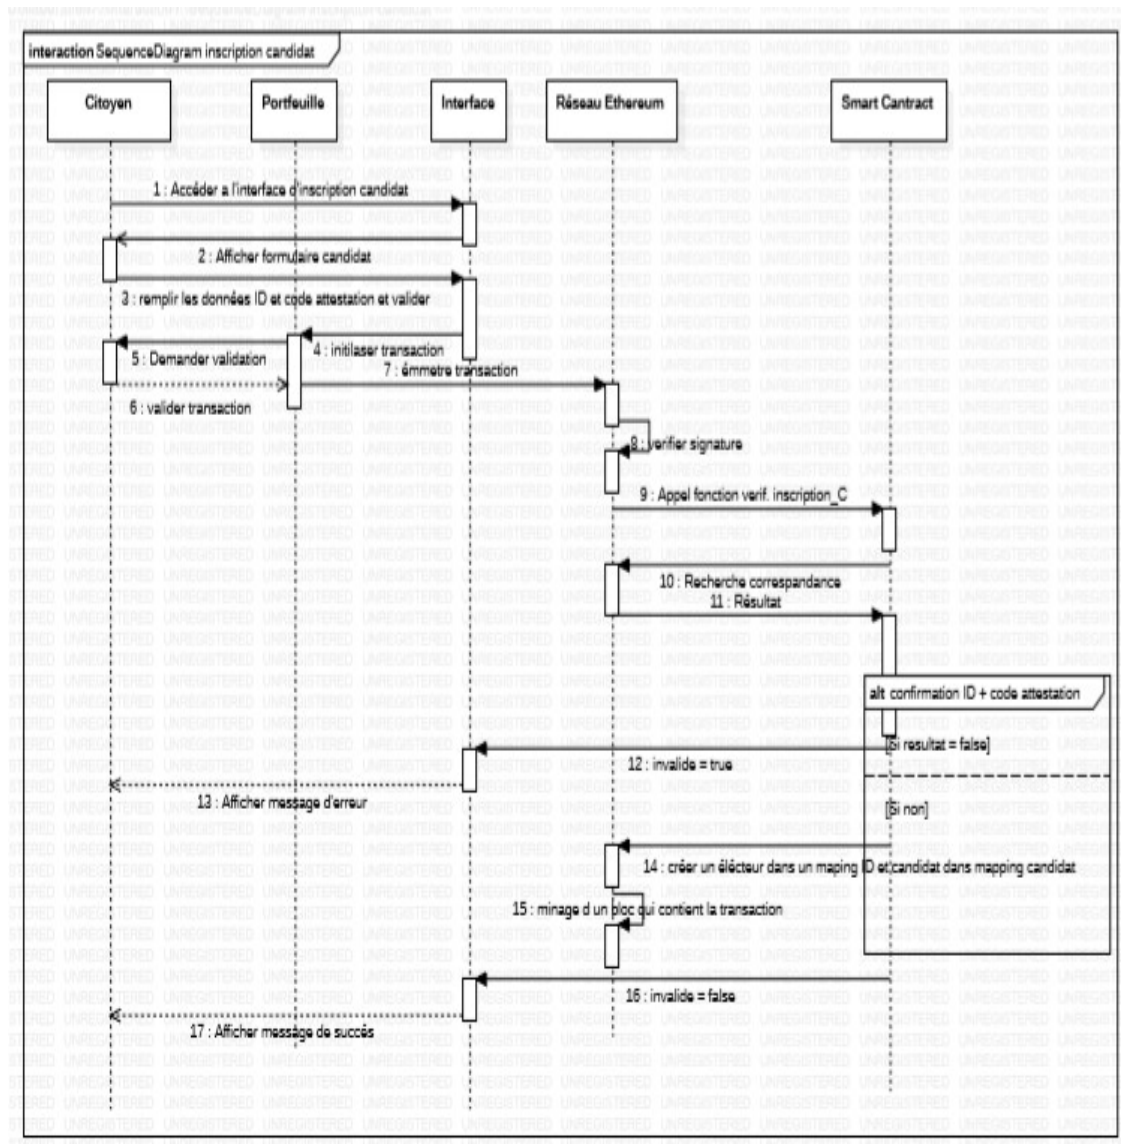 interaction SequenceDiagram inscription candidat
Citoyen
Portfeuille
Interface
Réseau Ethereum
Smart Cantract
1 : Accéder a l'interface d'inscription candidat
2 : Afficher formulaire candidat
3 : remplir les données ID et code attestation et valider
4 : initilaser transaction
5 : Demander validation
7 : émmetre transaction
6 : valider transaction
8 : verifier signature
9 : Appel fonction verif. inscription_C
10 : Recherche correspandance
11 : Résultat
alt confirmation ID + code attestation
[Si resultat = false]
12 : invalide = true
13 : Afficher message d'erreur
[Si non]
14 : créer un élécteur dans un maping ID et candidat dans mapping candidat
15 : minage d un bloc qui contient la transaction
16 : invalide = false
17 : Afficher message de succès